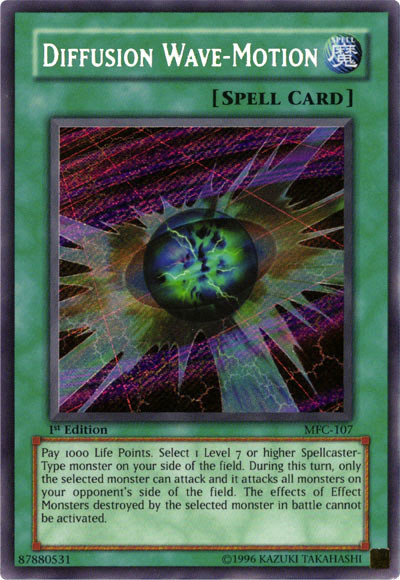 DIFFUSION WAVE-MOTION
SPELL
魔
[SPELL CARD]
1st Edition
MFC-107
Pay 1000 Life Points. Select 1 Level 7 or higher Spellcaster-
Type monster on your side of the field. During this turn, only
the selected monster can attack and it attacks all monsters on
your opponent's side of the field. The effects of Effect
Monsters destroyed by the selected monster in battle cannot
be activated.
87880531
©1996 KAZUKI TAKAHASHI